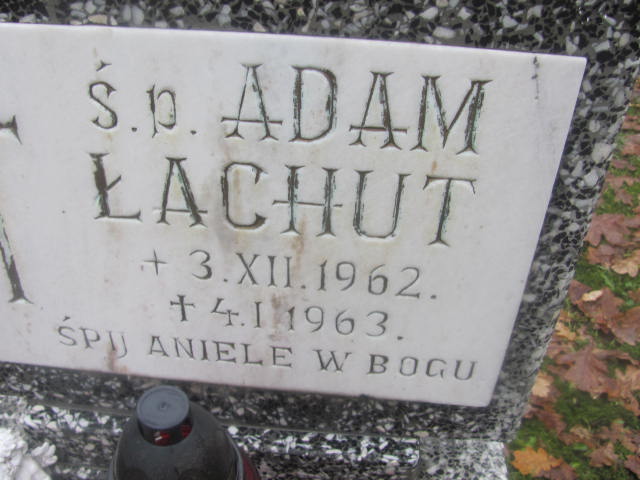 ś.p. ADAM
ŁACHUT
+ 3.XII.1962.
✝ 4.I 1963.
ŚPIJ ANIELE W BOGU